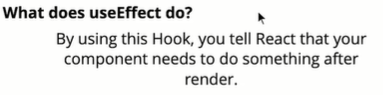 What does useEffect do?
By using this Hook, you tell React that your
component needs to do something after
render.